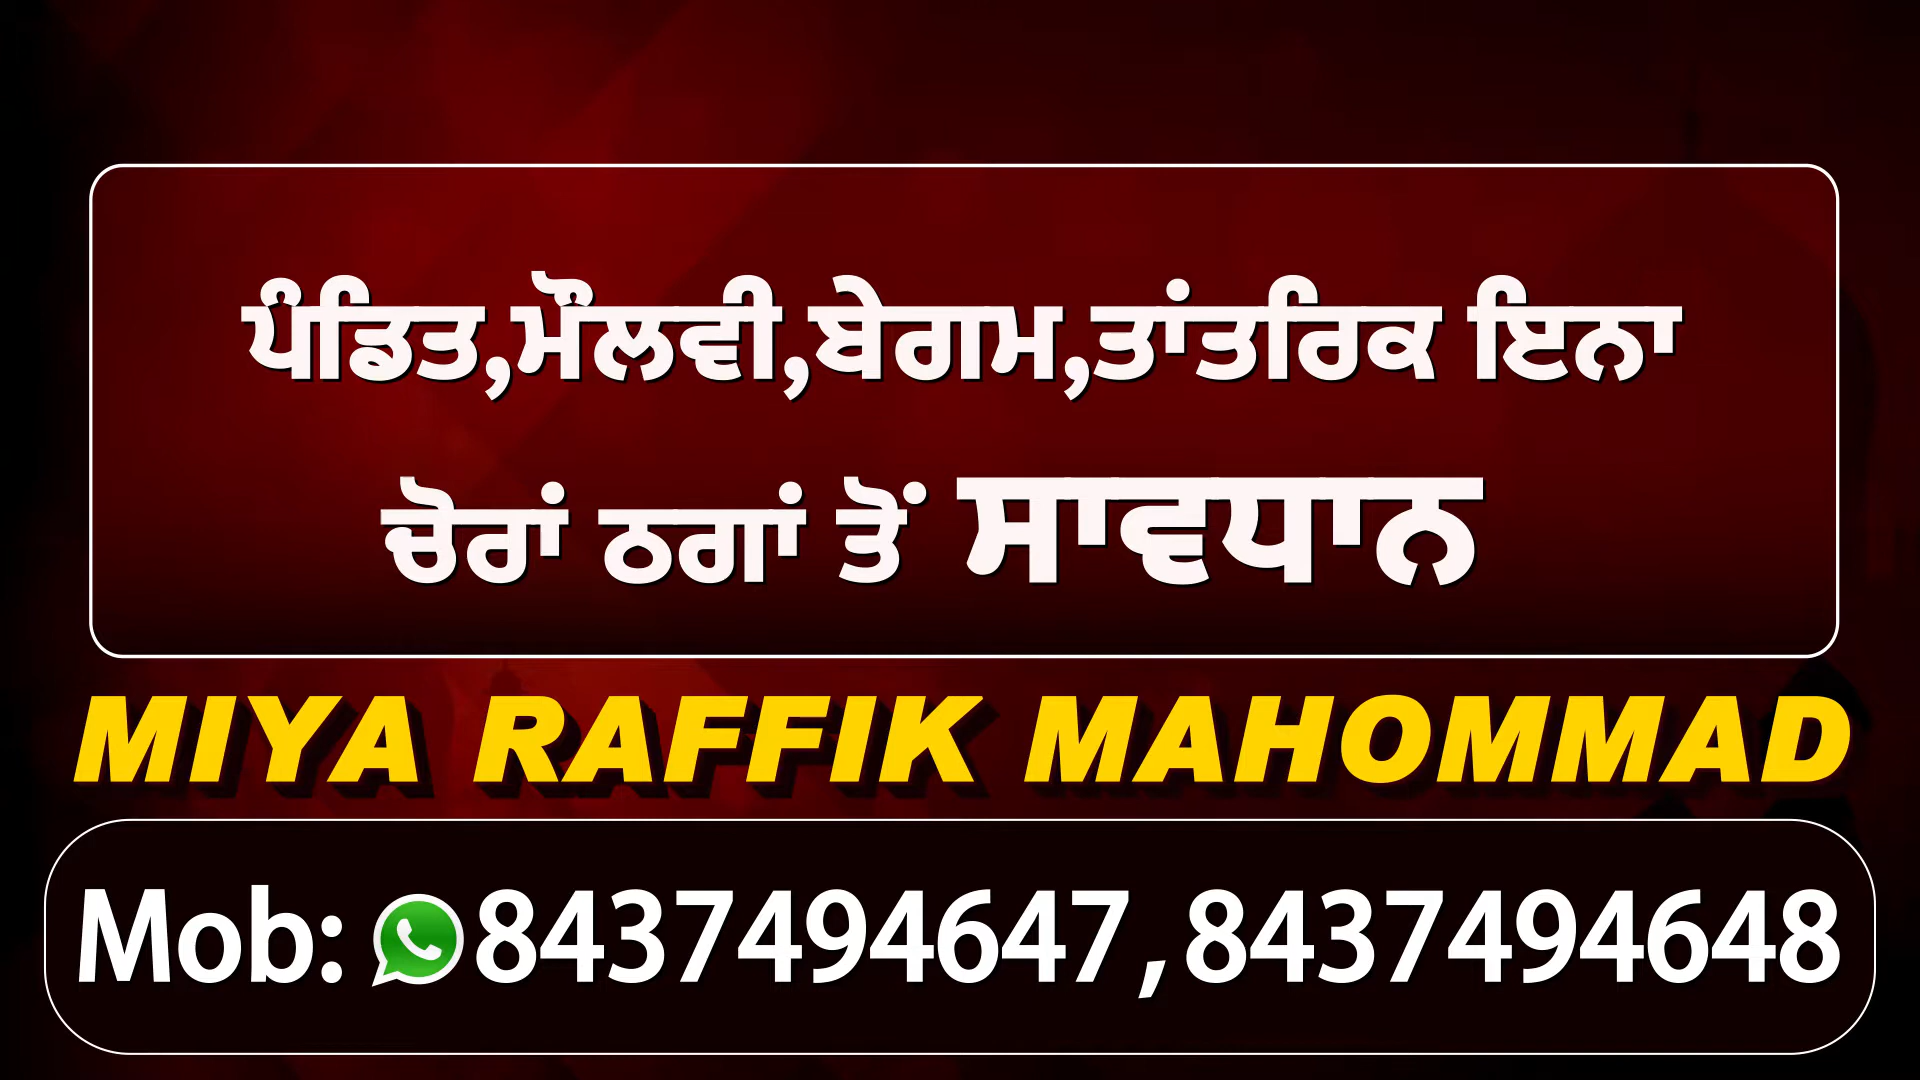 ਪੰਡਿਤ,ਮੌਲਵੀ,ਬੇਗਮ,ਤਾਂਤਰਿਕ ਇਨਾ
ਚੋਰਾਂ ਠਗਾਂ ਤੋਂ ਸਾਵਧਾਨ
MIYA RAFFIK MAHOMMAD
Mob: 8437494647, 8437494648